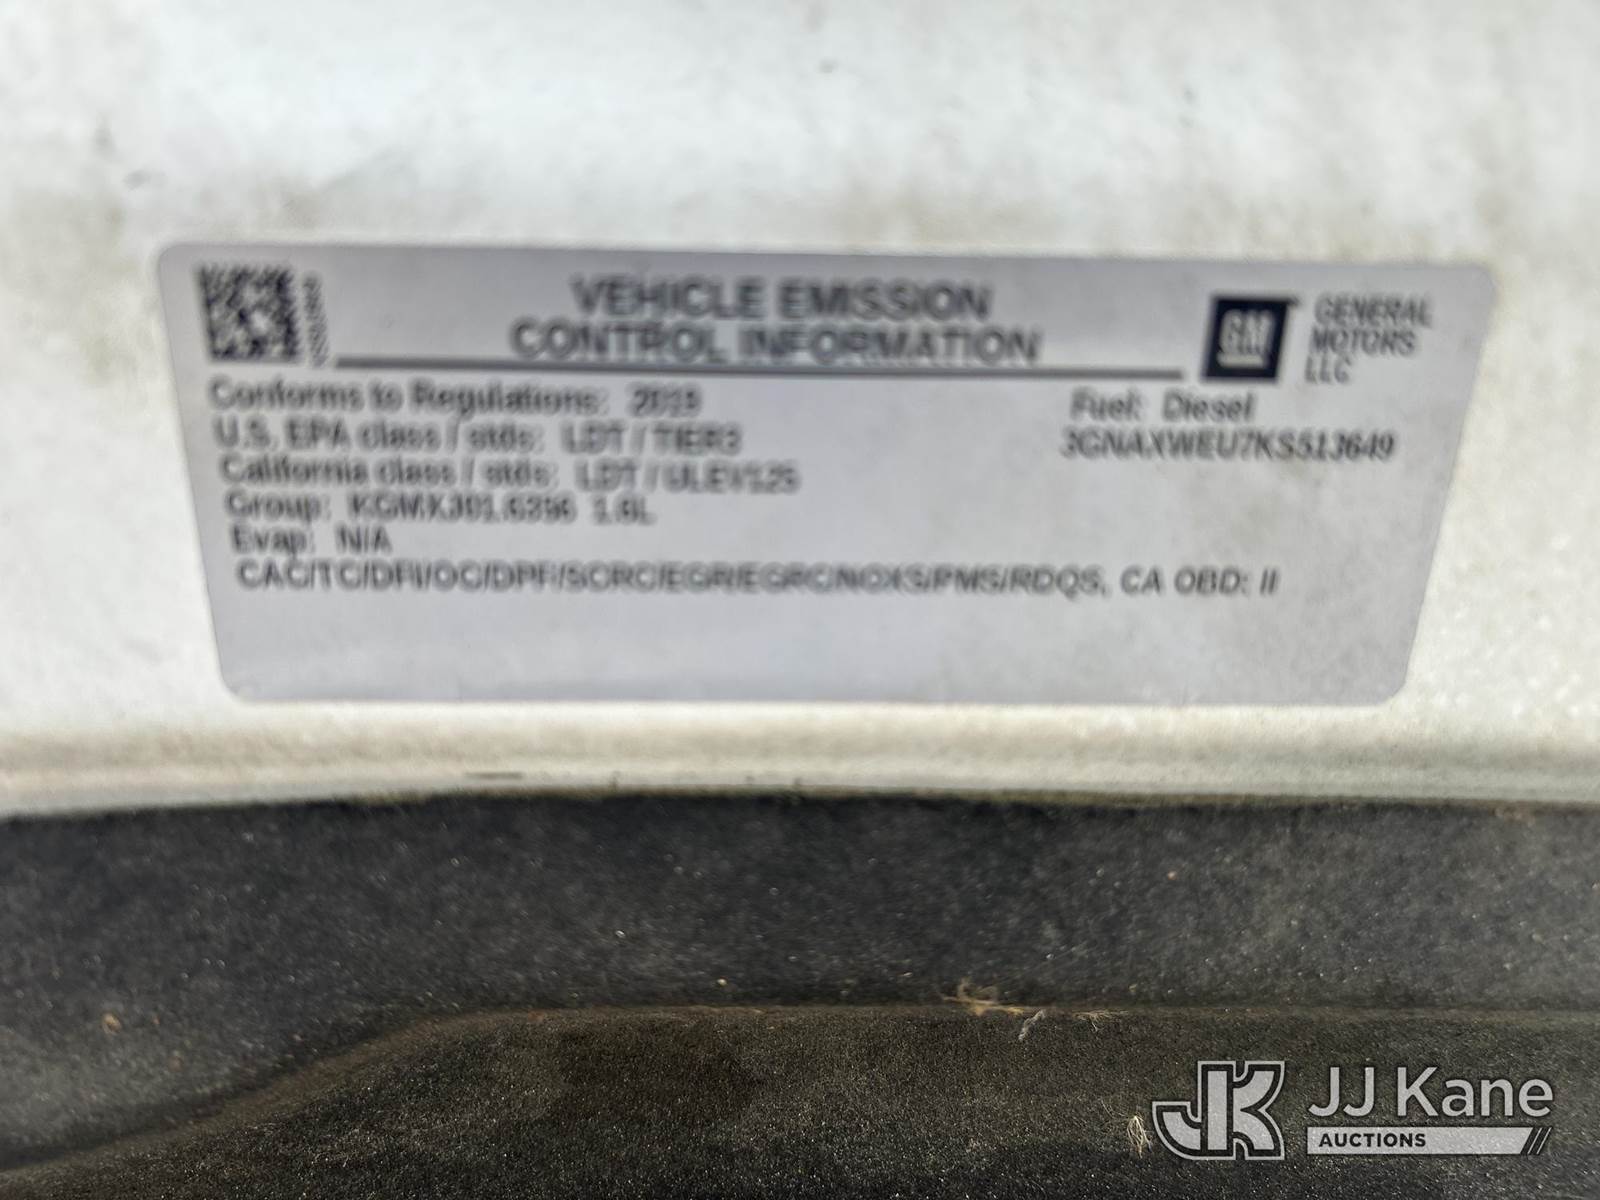 VEHICLE EMISSION
CONTROL INFORMATION
GM
GENERAL
MOTORS
LLC
Conforms to Regulations: 2019
U.S. EPA class / stds: LDT / TIER3
California class / stds: LDT / ULEV125
Group: KGMXJ01.6396 1.6L
Evap: N/A
Fuel: Diesel
3GNAXWEU7KS513649
CAC/TC/DFI/OC/DPF/SCRC/EGR/EGRC/NOXS/PMS/RDQS, CA OBD: II
JK
JJ Kane
AUCTIONS